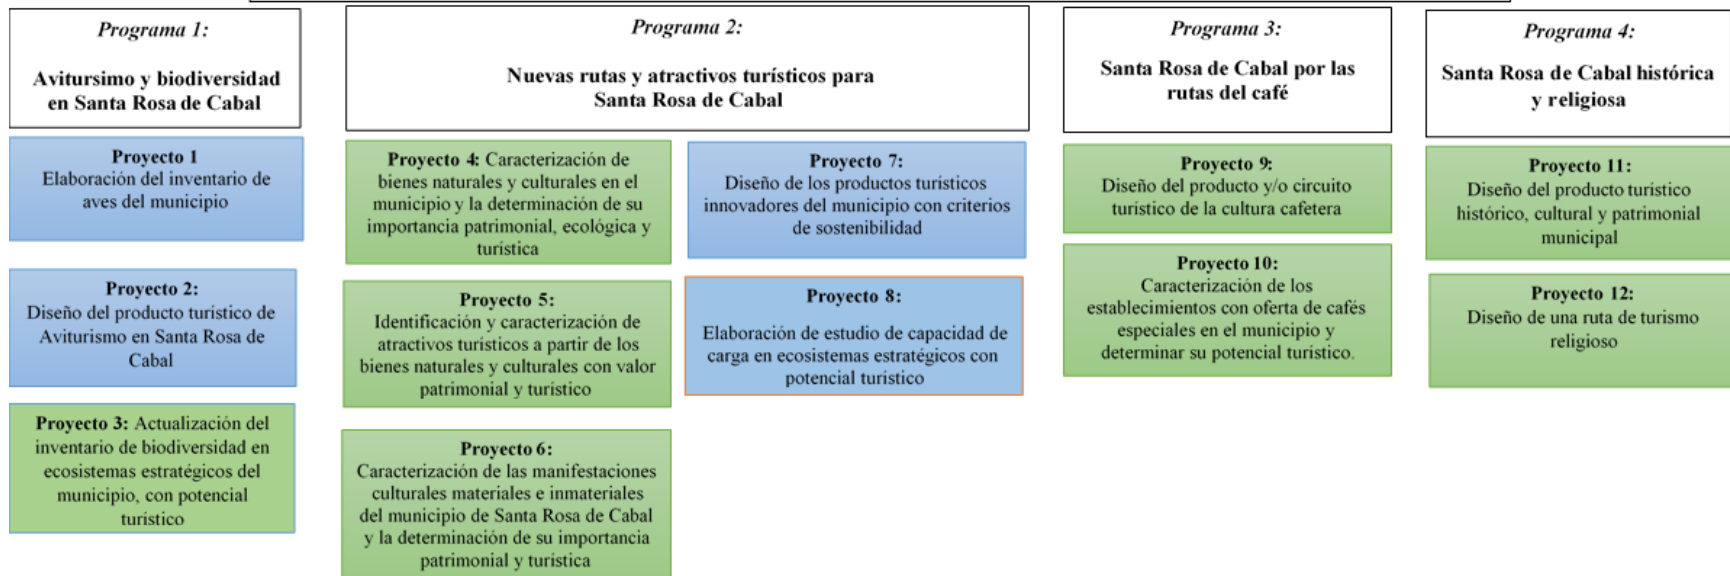 Programa 1:
Avitursimo y biodiversidad
en Santa Rosa de Cabal
Proyecto 1
Elaboración del inventario de
aves del municipio
Proyecto 2:
Diseño del producto turístico de
Aviturismo en Santa Rosa de
Cabal
Proyecto 3: Actualización del
inventario de biodiversidad en
ecosistemas estratégicos del
municipio, con potencial
turístico
Programa 2:
Nuevas rutas y atractivos turísticos para
Santa Rosa de Cabal
Proyecto 4: Caracterización de
bienes naturales y culturales en el
municipio y la determinación de su
importancia patrimonial, ecológica y
turística
Proyecto 5:
Identificación y caracterización de
atractivos turísticos a partir de los
bienes naturales y culturales con valor
patrimonial y turístico
Proyecto 6:
Caracterización de las manifestaciones
culturales materiales e inmateriales
del municipio de Santa Rosa de Cabal
y la determinación de su importancia
patrimonial y turística
Proyecto 7:
Diseño de los productos turísticos
innovadores del municipio con criterios
de sostenibilidad
Proyecto 8:
Elaboración de estudio de capacidad de
carga en ecosistemas estratégicos con
potencial turístico
Programa 3:
Santa Rosa de Cabal por las
rutas del café
Proyecto 9:
Diseño del producto y/o circuito
turístico de la cultura cafetera
Proyecto 10:
Caracterización de los
establecimientos con oferta de cafés
especiales en el municipio y
determinar su potencial turístico.
Programa 4:
Santa Rosa de Cabal histórica
y religiosa
Proyecto 11:
Diseño del producto turístico
histórico, cultural y patrimonial
municipal
Proyecto 12:
Diseño de una ruta de turismo
religioso